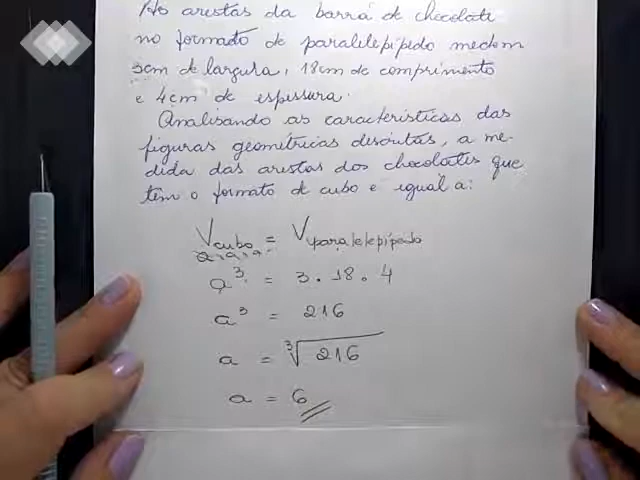 As arestas da barra de chocolate
no formato de paralelepípedo medem
3cm de largura, 18cm de comprimento
e 4cm de espessura.
Analisando as características das
figuras geométricas descritas, a me-
dida das arestas dos chocolates que
têm o formato de cubo e igual a:
Vcubo = Vparalelepípedo
a.a.a.
a³ = 3.18.4
a³ = 216
a = ³√216
a = 6